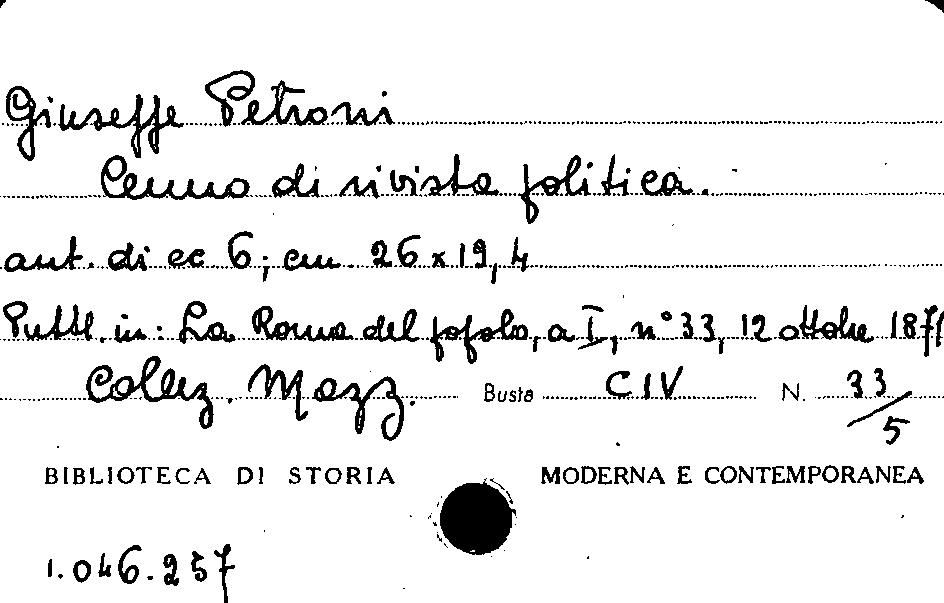 Giuseppe Petroni
Cenno di rivista politica.
aut. di cc 6; cm 26 x 19,4
Pubbl. in: La Roma del popolo, a I, n° 33, 12 ottobre 1871
Collez. Mazz. Busta CIV N. 33/5
BIBLIOTECA DI STORIA MODERNA E CONTEMPORANEA
1.046.257